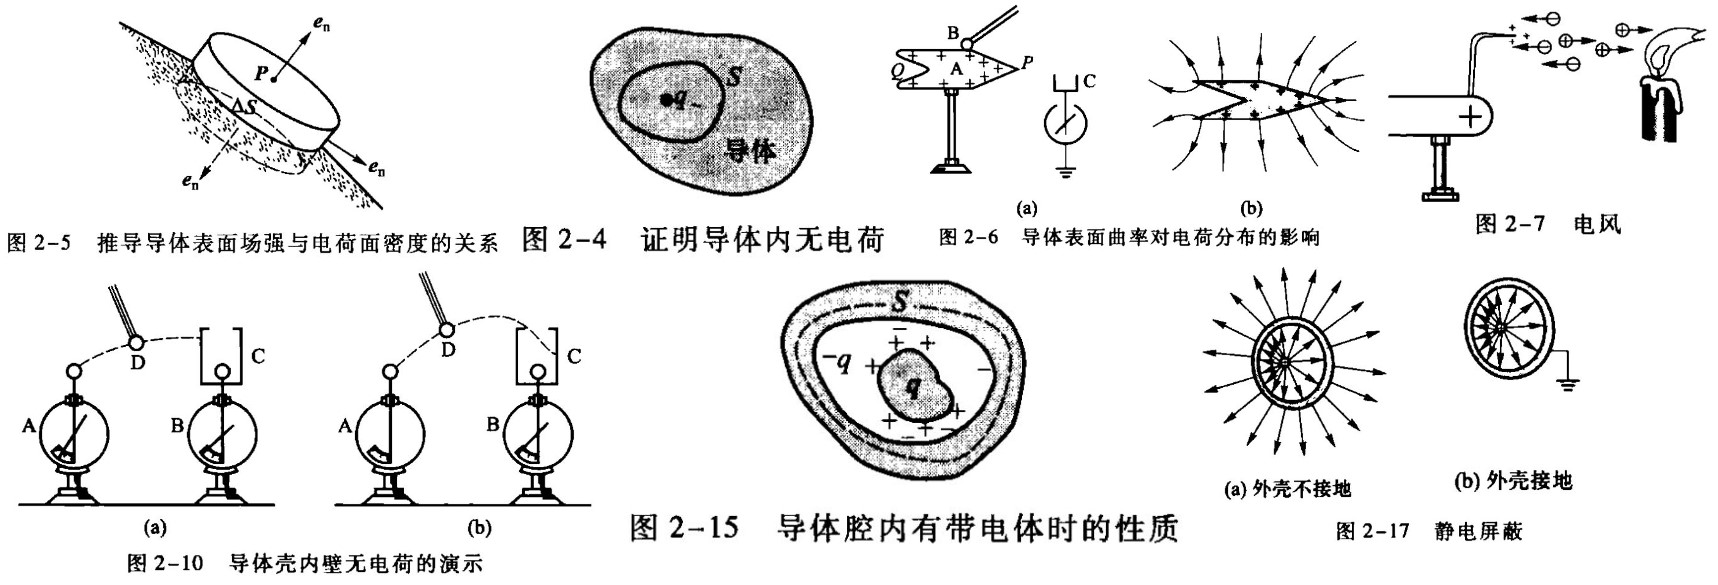 eₙ
P
ΔS
eₙ
eₙ
图 2-5 推导导体表面场强与电荷面密度的关系
S
q
导体
图 2-4 证明导体内无电荷
B
Q
A
P
C
(a)
(b)
图 2-6 导体表面曲率对电荷分布的影响
+
图 2-7 电风
D
C
A
B
(a)
D
C
A
B
(b)
图 2-10 导体壳内壁无电荷的演示
S
-q
q
图 2-15 导体腔内有带电体时的性质
(a) 外壳不接地
(b) 外壳接地
图 2-17 静电屏蔽